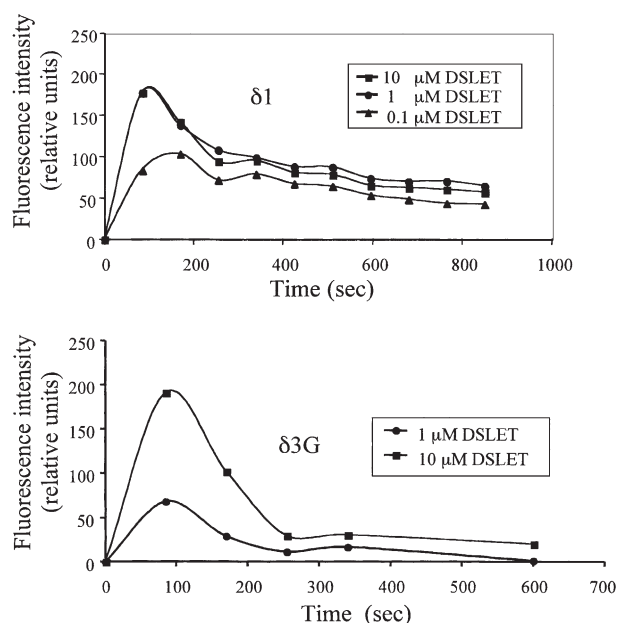 Fluorescence intensity
(relative units)
250
200
150
100
50
0
δ1
10 μM DSLET
1 μM DSLET
0.1 μM DSLET
0 200 400 600 800 1000
Time (sec)
Fluorescence intensity
(relative units)
250
200
150
100
50
0
δ3G
1 μM DSLET
10 μM DSLET
0 100 200 300 400 500 600 700
Time (sec)